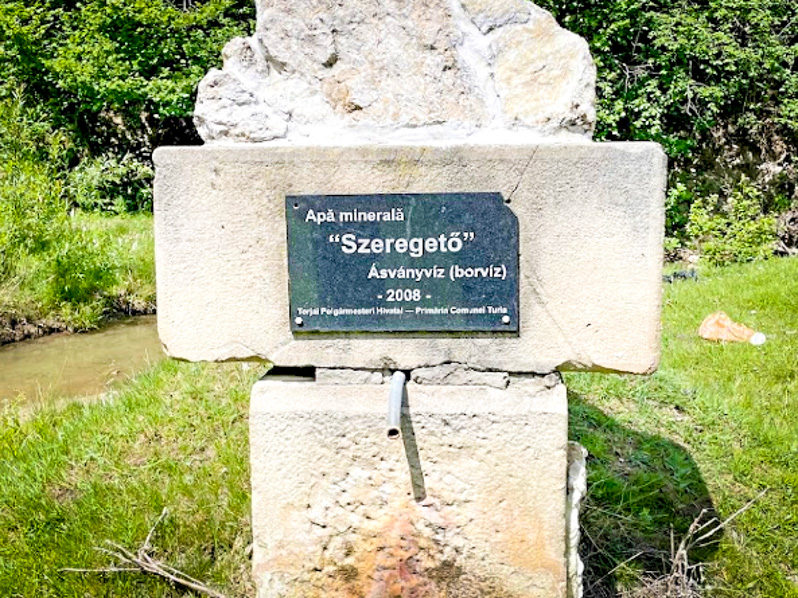 Apă minerală
“Szeregető”
Ásványvíz (borvíz)
- 2008 -
Torjai Polgármesteri Hivatal — Primăria Comunei Turia